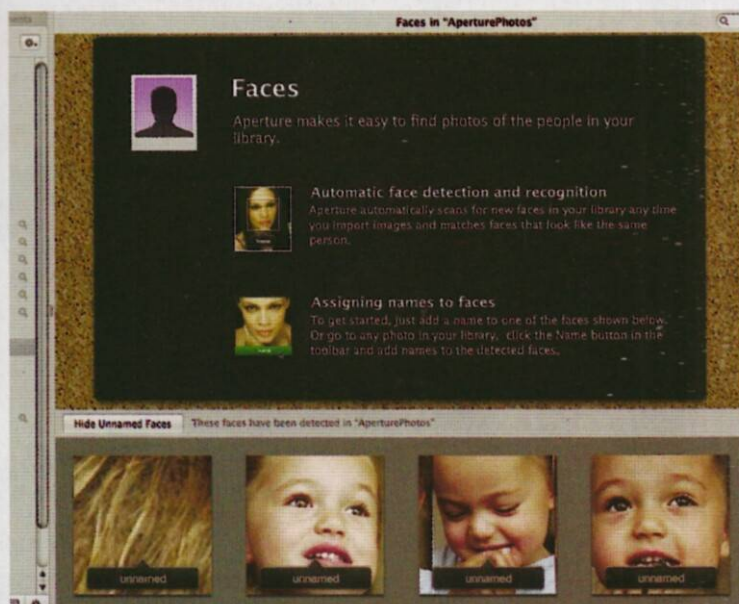 Faces in "AperturePhotos"
Faces
Aperture makes it easy to find photos of the people in your
library.
Automatic face detection and recognition
Aperture automatically scans for new faces in your library any time
you import images and matches faces that look like the same
person.
Assigning names to faces
To get started, just add a name to one of the faces shown below.
Or go to any photo in your library, click the Name button in the
toolbar and add names to the detected faces.
Hide Unnamed Faces These faces have been detected in "AperturePhotos"
unnamed unnamed unnamed unnamed